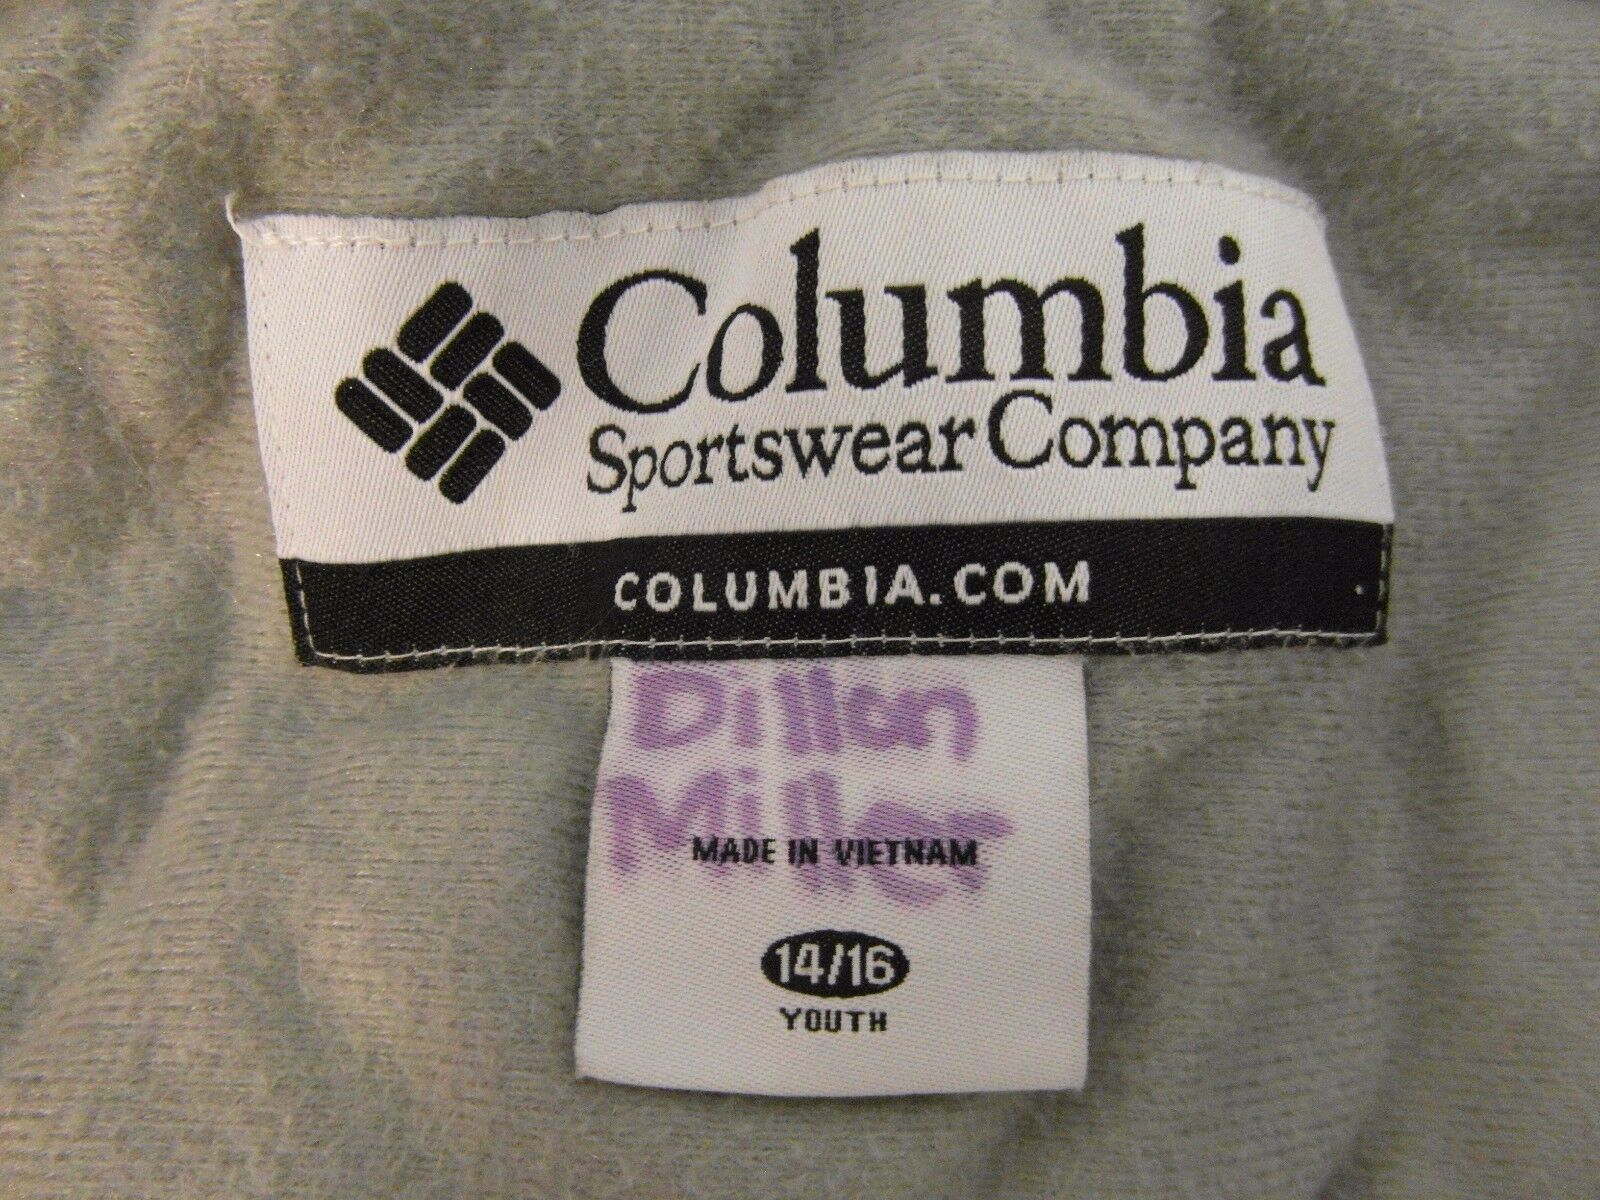 Columbia
Sportswear Company
COLUMBIA.COM
Dillon
Miller
MADE IN VIETNAM
14/16
YOUTH